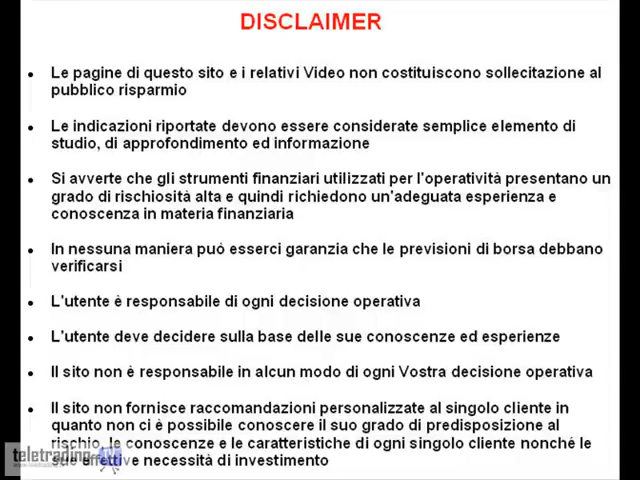 DISCLAIMER
Le pagine di questo sito e i relativi Video non costituiscono sollecitazione al
pubblico risparmio
Le indicazioni riportate devono essere considerate semplice elemento di
studio, di approfondimento ed informazione
Si avverte che gli strumenti finanziari utilizzati per l'operatività presentano un
grado di rischiosità alta e quindi richiedono un'adeguata esperienza e
conoscenza in materia finanziaria
In nessuna maniera può esserci garanzia che le previsioni di borsa debbano
verificarsi
L'utente è responsabile di ogni decisione operativa
L'utente deve decidere sulla base delle sue conoscenze ed esperienze
Il sito non è responsabile in alcun modo di ogni Vostra decisione operativa
Il sito non fornisce raccomandazioni personalizzate al singolo cliente in
quanto non ci è possibile conoscere il suo grado di predisposizione al
rischio, le conoscenze e le caratteristiche di ogni singolo cliente nonchè le
sue effettive necessità di investimento
teletrading